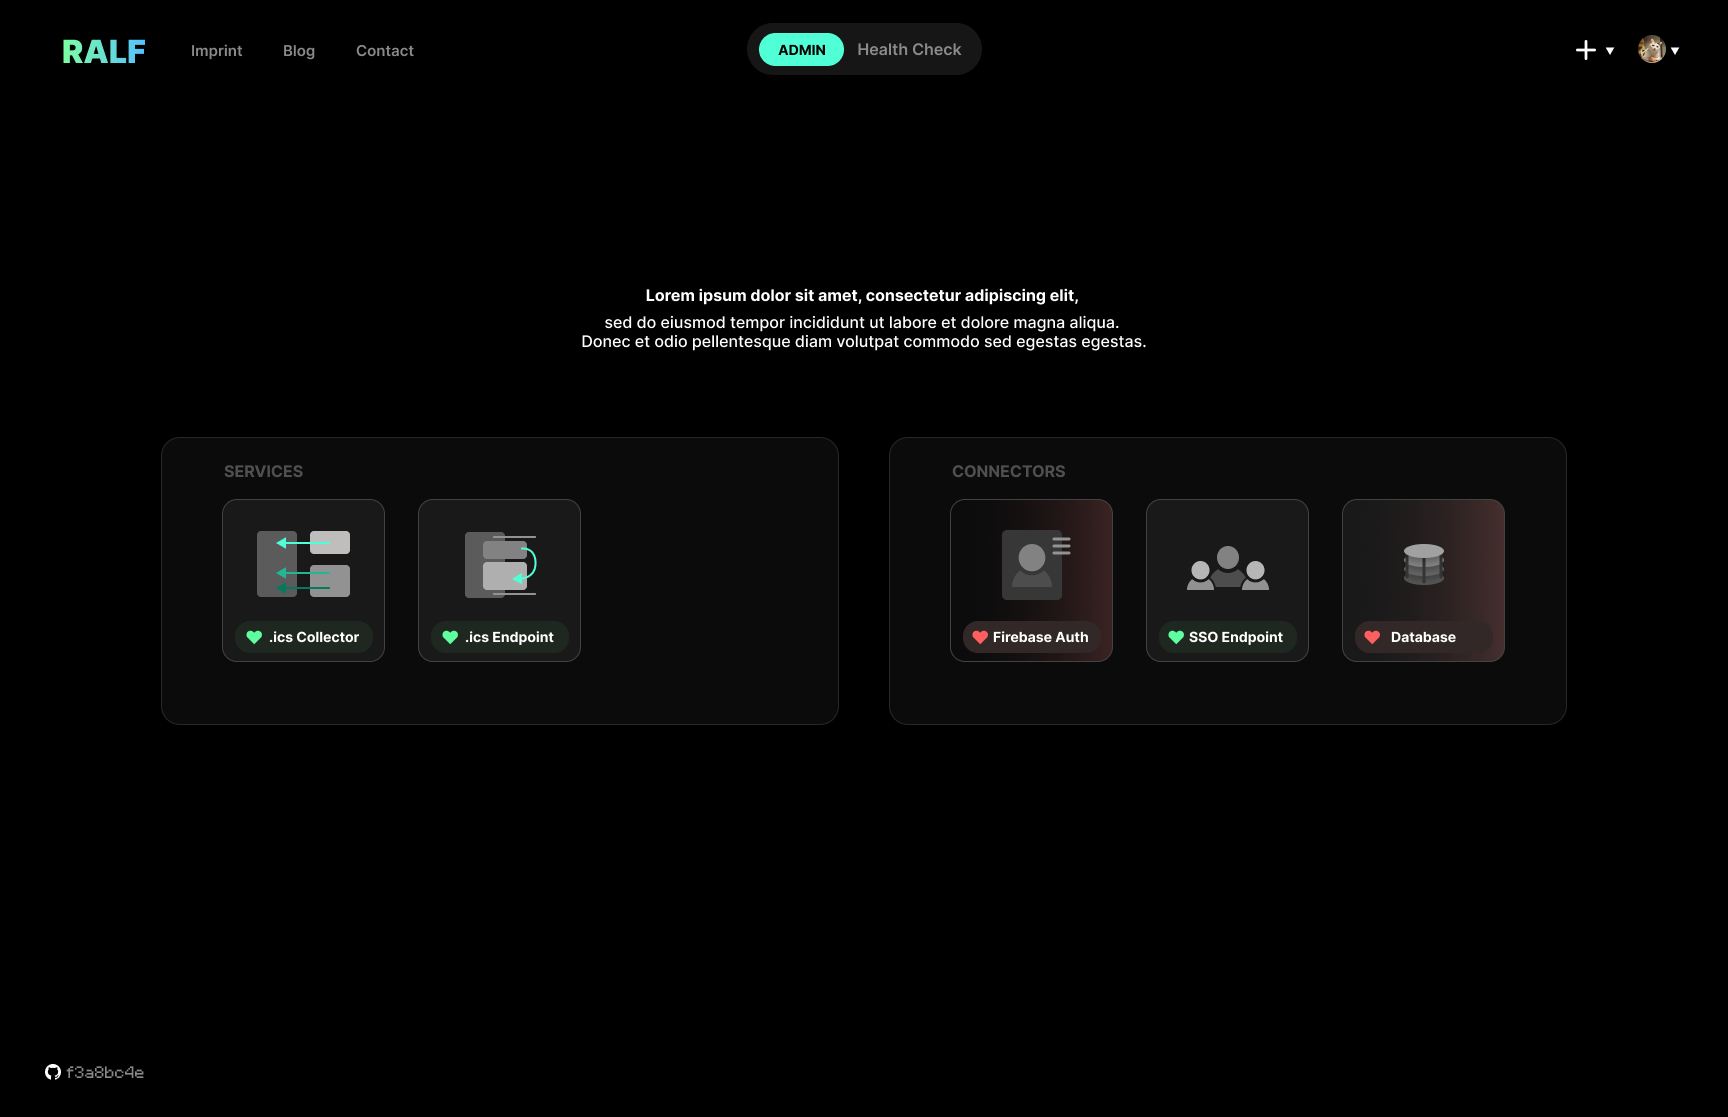 RALF
Imprint
Blog
Contact
ADMIN
Health Check
Lorem ipsum dolor sit amet, consectetur adipiscing elit,
sed do eiusmod tempor incididunt ut labore et dolore magna aliqua.
Donec et odio pellentesque diam volutpat commodo sed egestas egestas.
SERVICES
.ics Collector
.ics Endpoint
CONNECTORS
Firebase Auth
SSO Endpoint
Database
f3a8bc4e